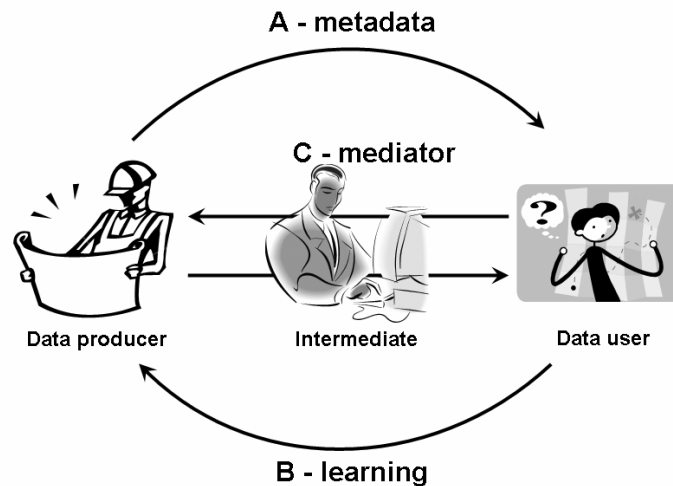 A - metadata
C - mediator
?
Data producer
Intermediate
Data user
B - learning